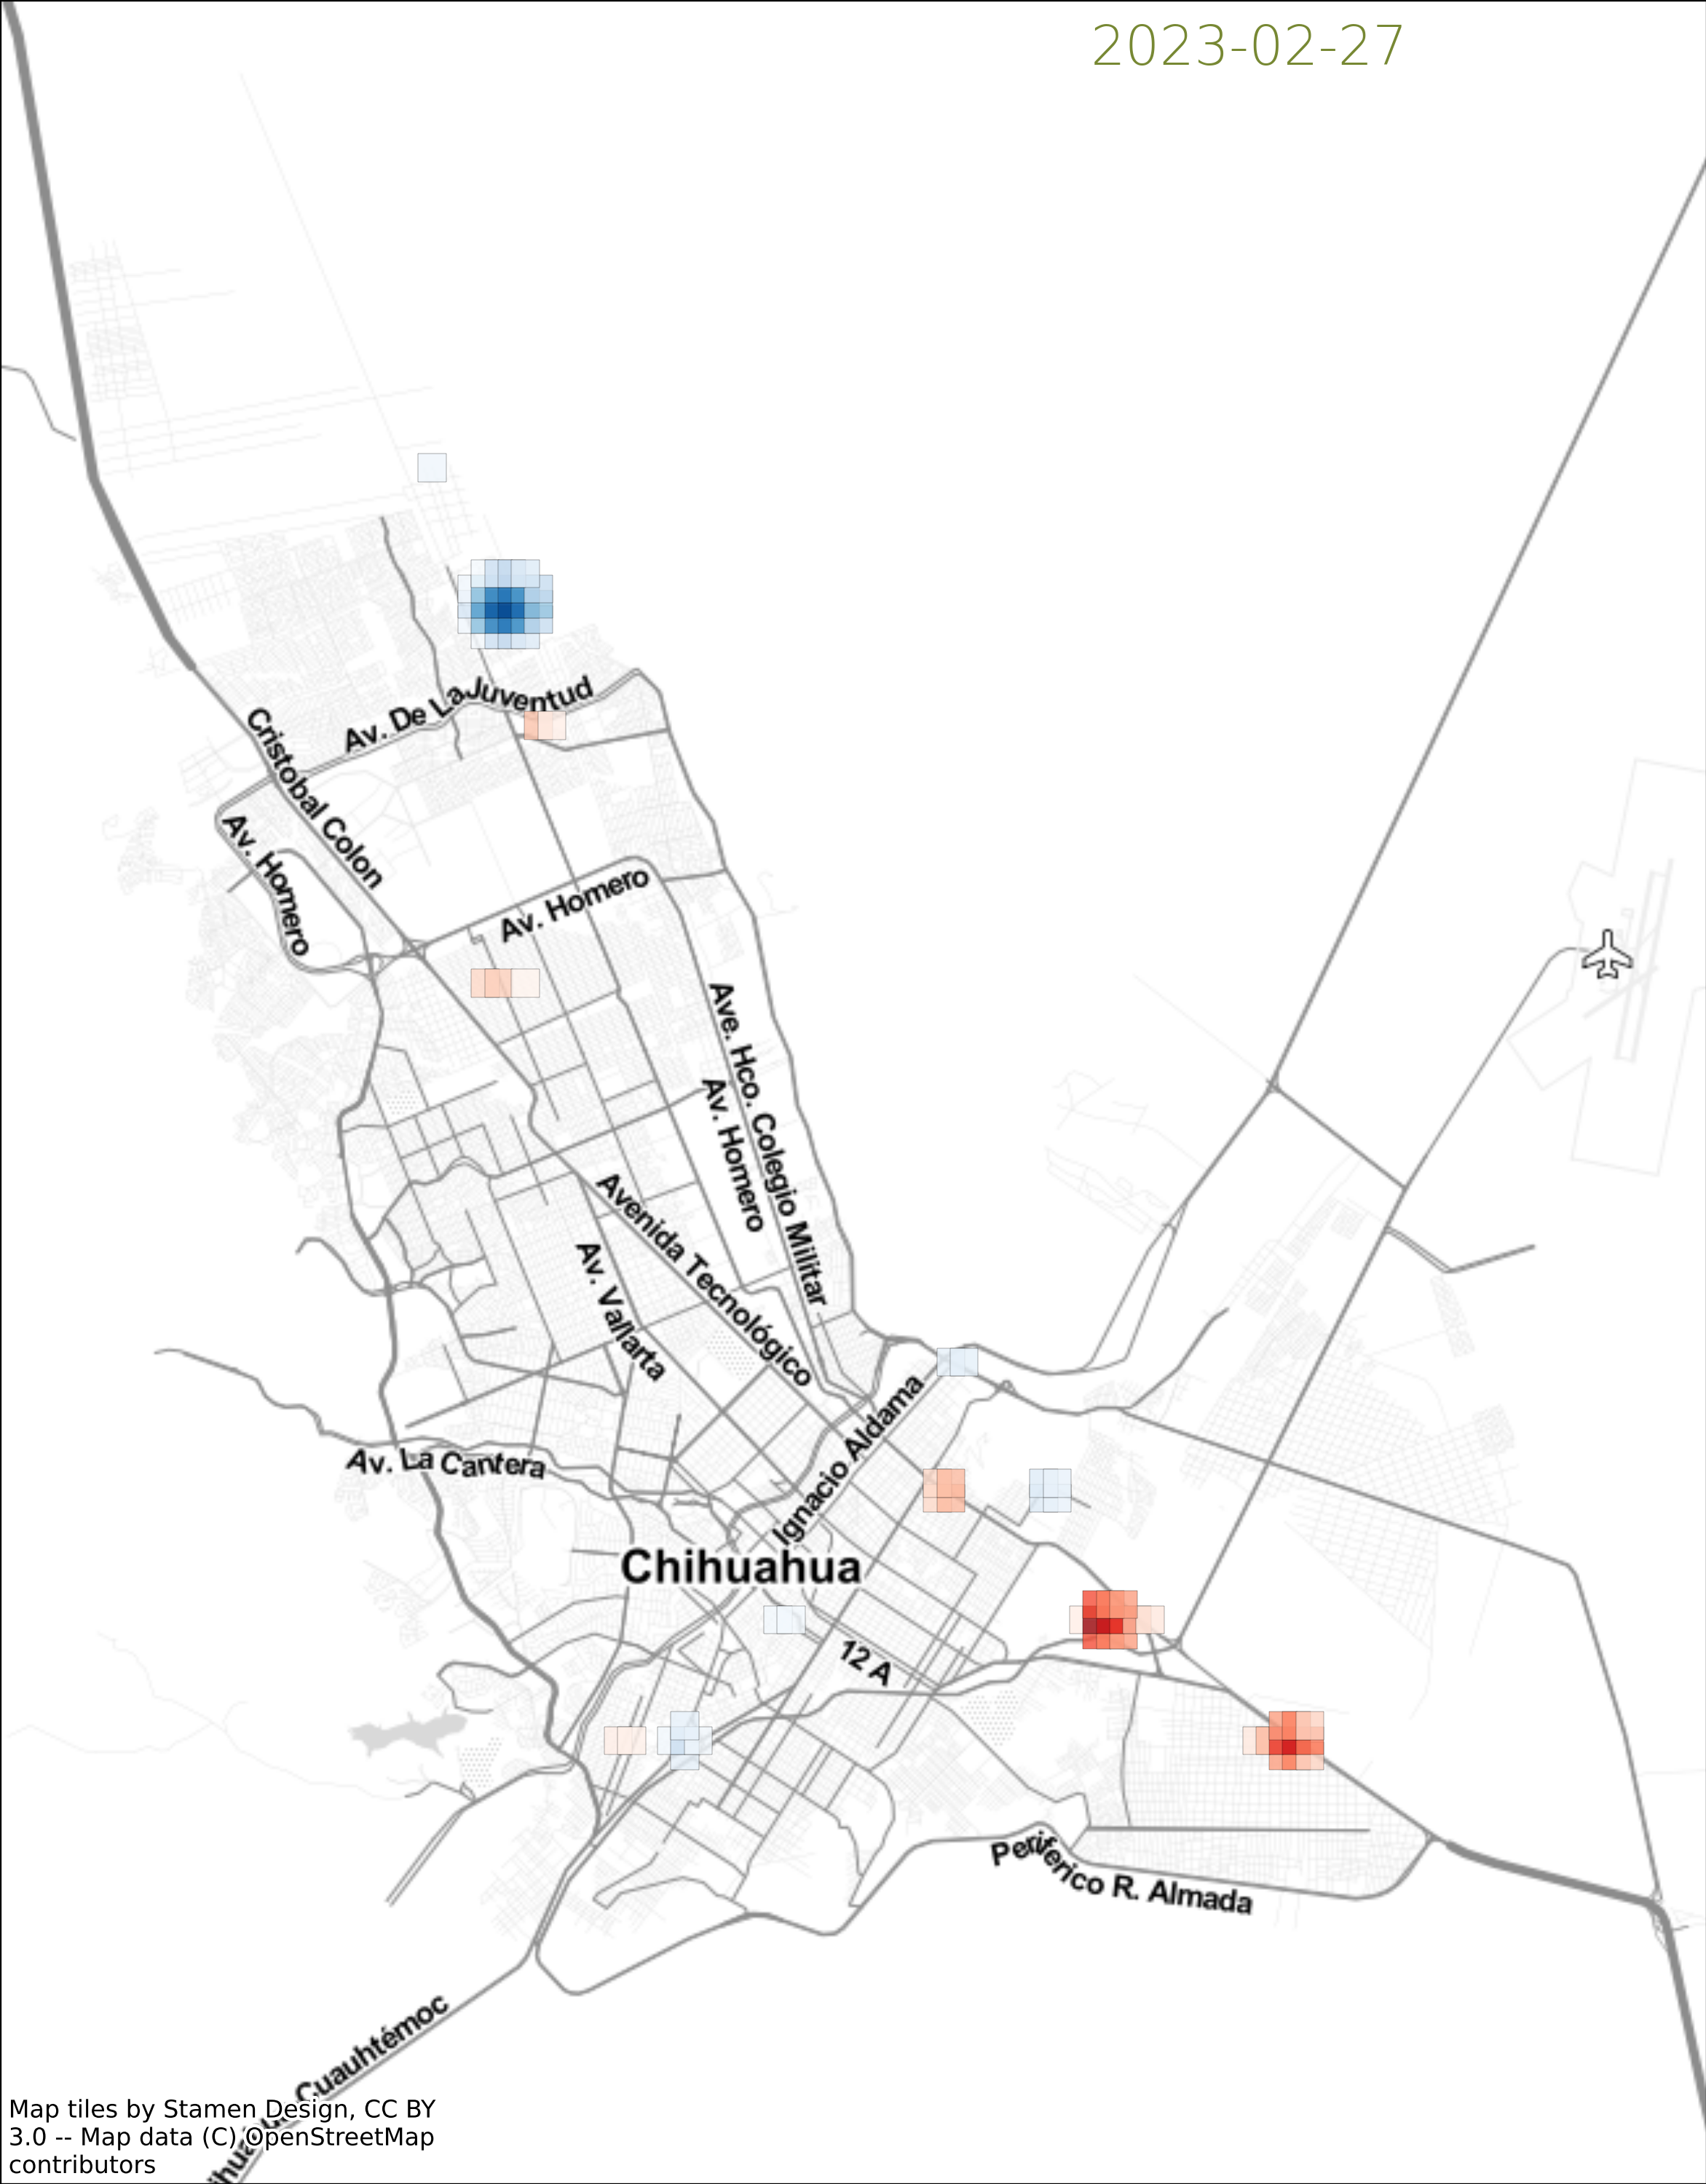 2023-02-27
Av. De La Juventud
Cristobal Colon
Av. Homero
Av. Homero
Ave. Hco. Colegio Militar
Av. Homero
Avenida Tecnológico
Av. Vallarta
Ignacio Aldama
Av. La Cantera
Chihuahua
12 A
Periferico R. Almada
Cuauhtémoc
Map tiles by Stamen Design, CC BY
3.0 -- Map data (C) OpenStreetMap
contributors